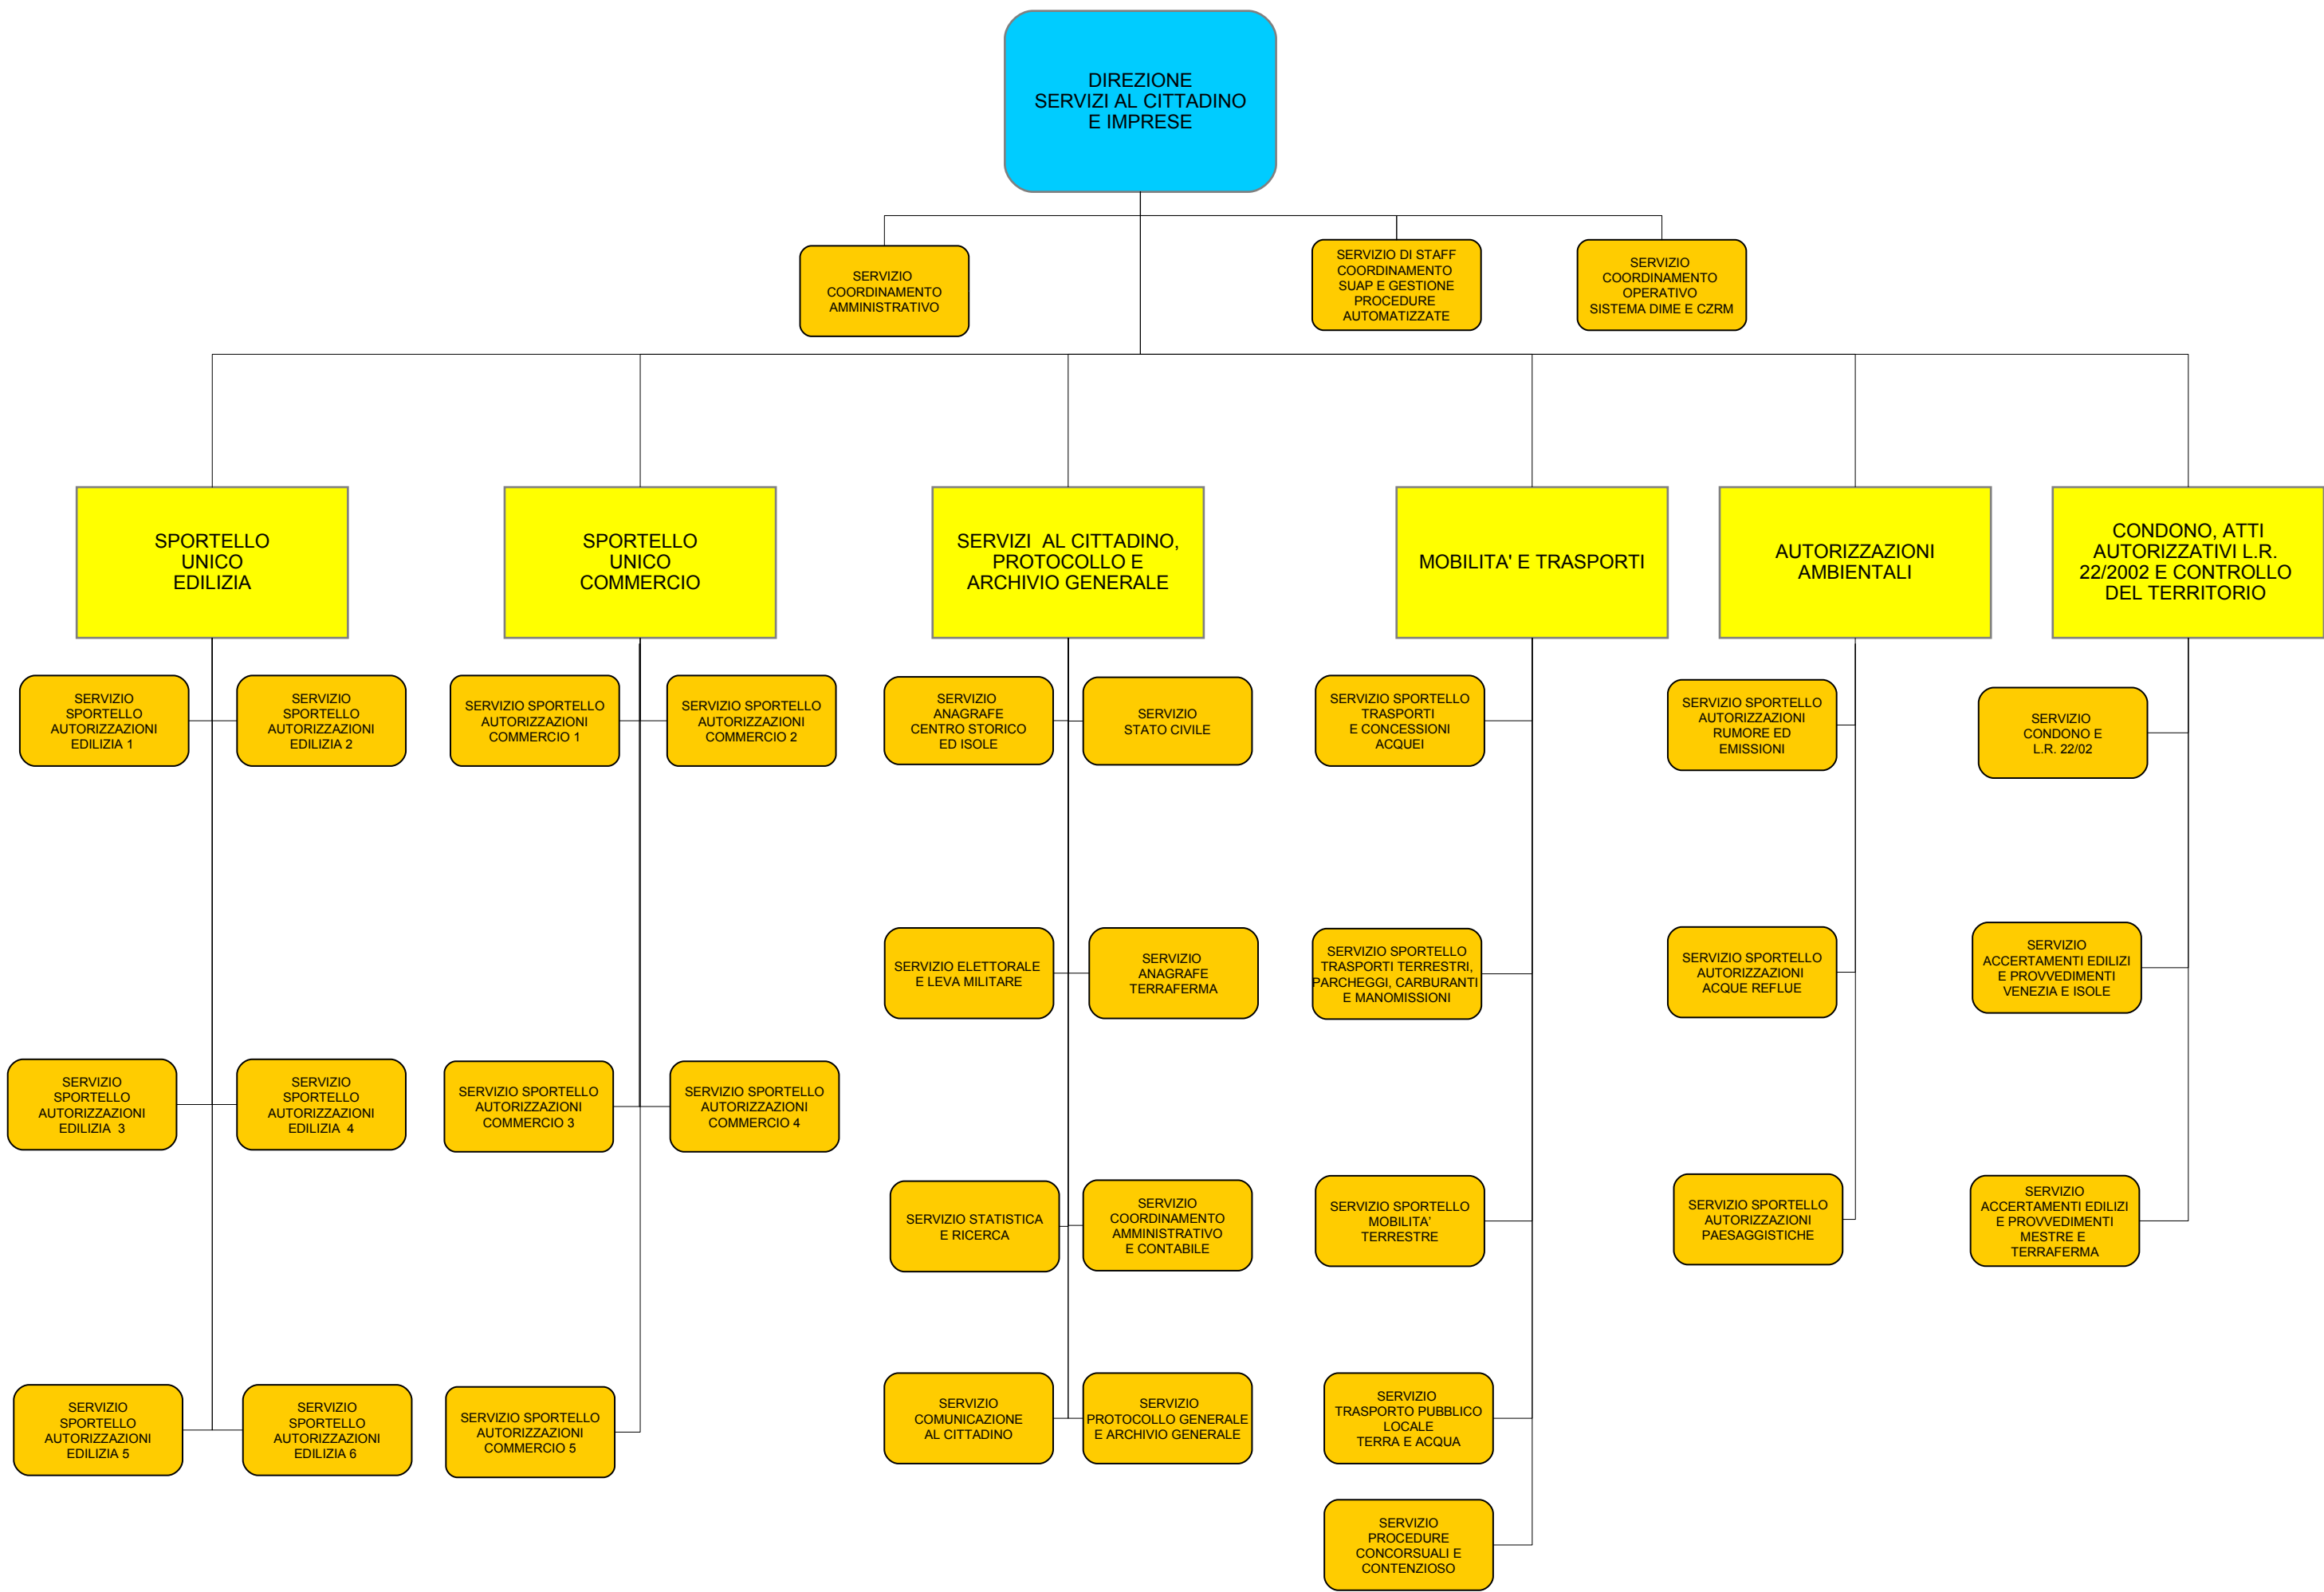 DIREZIONE
SERVIZI AL CITTADINO
E IMPRESE
SERVIZIO
COORDINAMENTO
AMMINISTRATIVO
SERVIZIO DI STAFF
COORDINAMENTO
SUAP E GESTIONE
PROCEDURE
AUTOMATIZZATE
SERVIZIO
COORDINAMENTO
OPERATIVO
SISTEMA DIME E CZRM
SPORTELLO
UNICO
EDILIZIA
SPORTELLO
UNICO
COMMERCIO
SERVIZI AL CITTADINO,
PROTOCOLLO E
ARCHIVIO GENERALE
MOBILITA' E TRASPORTI
AUTORIZZAZIONI
AMBIENTALI
CONDONO, ATTI
AUTORIZZATIVI L.R.
22/2002 E CONTROLLO
DEL TERRITORIO
SERVIZIO
SPORTELLO
AUTORIZZAZIONI
EDILIZIA 1
SERVIZIO
SPORTELLO
AUTORIZZAZIONI
EDILIZIA 2
SERVIZIO SPORTELLO
AUTORIZZAZIONI
COMMERCIO 1
SERVIZIO SPORTELLO
AUTORIZZAZIONI
COMMERCIO 2
SERVIZIO
ANAGRAFE
CENTRO STORICO
ED ISOLE
SERVIZIO
STATO CIVILE
SERVIZIO SPORTELLO
TRASPORTI
E CONCESSIONI
ACQUEI
SERVIZIO SPORTELLO
AUTORIZZAZIONI
RUMORE ED
EMISSIONI
SERVIZIO
CONDONO E
L.R. 22/02
SERVIZIO ELETTORALE
E LEVA MILITARE
SERVIZIO
ANAGRAFE
TERRAFERMA
SERVIZIO SPORTELLO
TRASPORTI TERRESTRI,
PARCHEGGI, CARBURANTI
E MANOMISSIONI
SERVIZIO SPORTELLO
AUTORIZZAZIONI
ACQUE REFLUE
SERVIZIO
ACCERTAMENTI EDILIZI
E PROVVEDIMENTI
VENEZIA E ISOLE
SERVIZIO
SPORTELLO
AUTORIZZAZIONI
EDILIZIA 3
SERVIZIO
SPORTELLO
AUTORIZZAZIONI
EDILIZIA 4
SERVIZIO SPORTELLO
AUTORIZZAZIONI
COMMERCIO 3
SERVIZIO SPORTELLO
AUTORIZZAZIONI
COMMERCIO 4
SERVIZIO STATISTICA
E RICERCA
SERVIZIO
COORDINAMENTO
AMMINISTRATIVO
E CONTABILE
SERVIZIO SPORTELLO
MOBILITA'
TERRESTRE
SERVIZIO SPORTELLO
AUTORIZZAZIONI
PAESAGGISTICHE
SERVIZIO
ACCERTAMENTI EDILIZI
E PROVVEDIMENTI
MESTRE E
TERRAFERMA
SERVIZIO
SPORTELLO
AUTORIZZAZIONI
EDILIZIA 5
SERVIZIO
SPORTELLO
AUTORIZZAZIONI
EDILIZIA 6
SERVIZIO SPORTELLO
AUTORIZZAZIONI
COMMERCIO 5
SERVIZIO
COMUNICAZIONE
AL CITTADINO
SERVIZIO
PROTOCOLLO GENERALE
E ARCHIVIO GENERALE
SERVIZIO
TRASPORTO PUBBLICO
LOCALE
TERRA E ACQUA
SERVIZIO
PROCEDURE
CONCORSUALI E
CONTENZIOSO